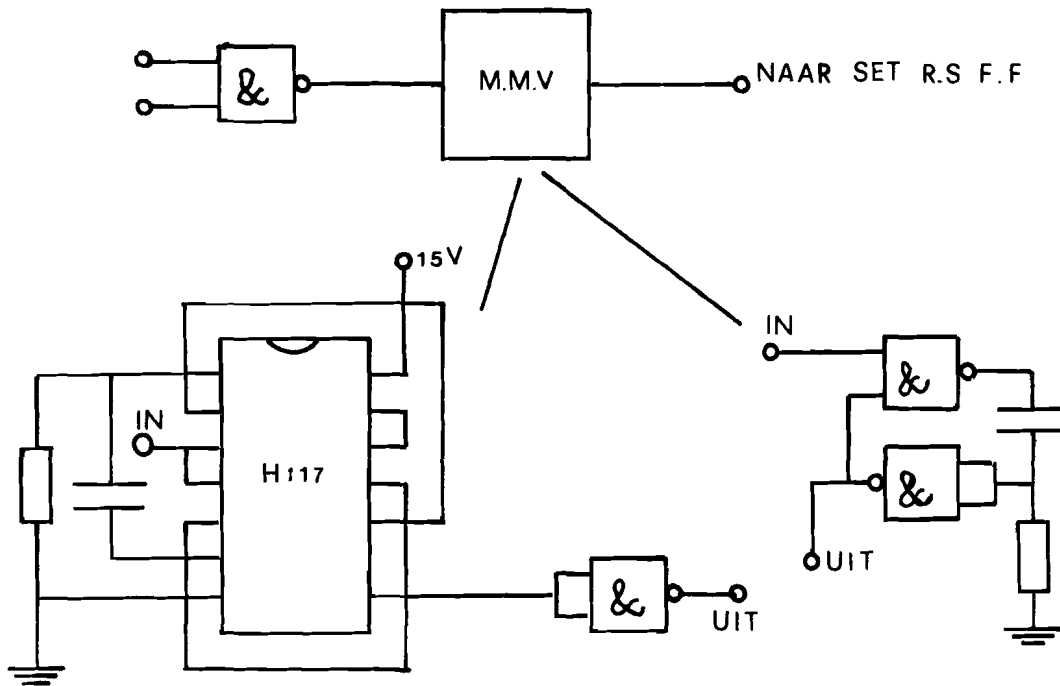 &
M.M.V
NAAR SET R.S F.F
15V
IN
H117
&
UIT
IN
&
&
UIT